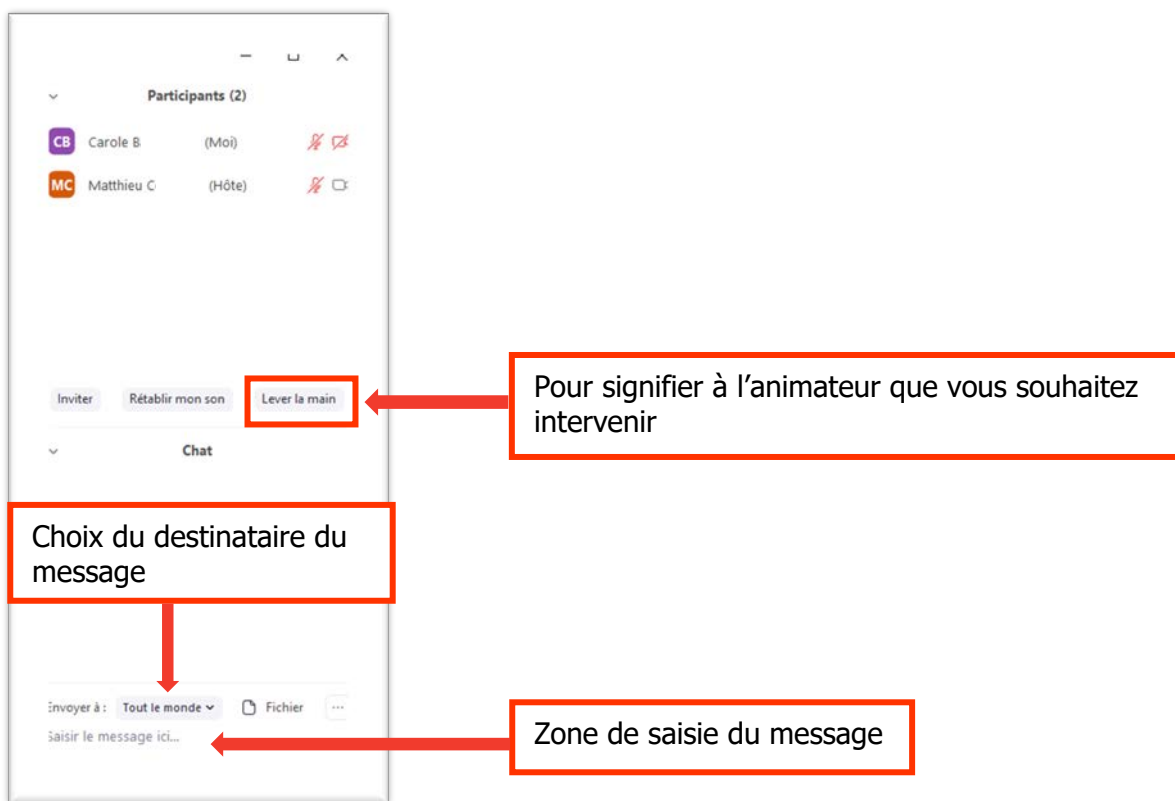 Participants (2)
CB Carole B (Moi)
MC Matthieu C (Hôte)
Inviter Rétablir mon son Lever la main
Pour signifier à l'animateur que vous souhaitez
intervenir
Chat
Choix du destinataire du
message
Envoyer à : Tout le monde Fichier ...
Saisir le message ici...
Zone de saisie du message